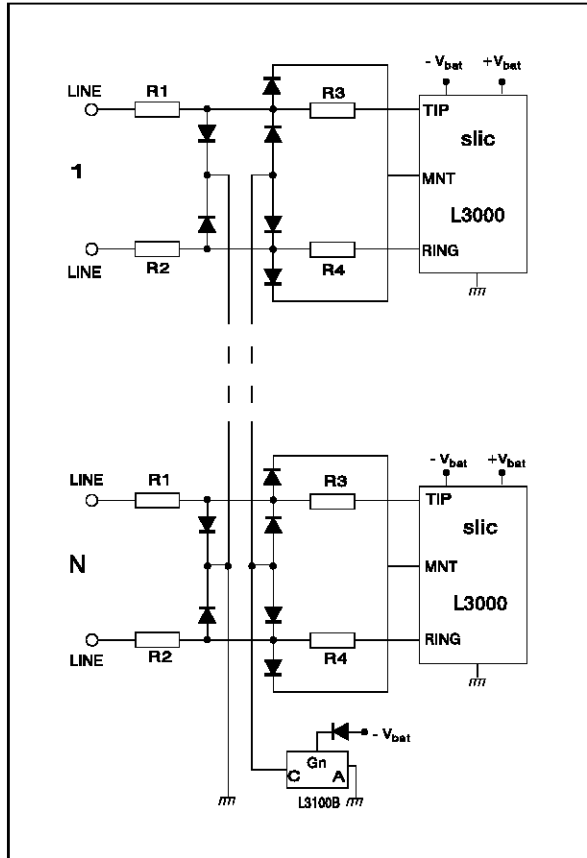 - Vbat +Vbat
LINE R1 R3 TIP
slic
1 MNT
L3000
LINE R2 R4 RING
- Vbat +Vbat
LINE R1 R3 TIP
slic
N MNT
L3000
LINE R2 R4 RING
- Vbat
Gn
C A
L3100B